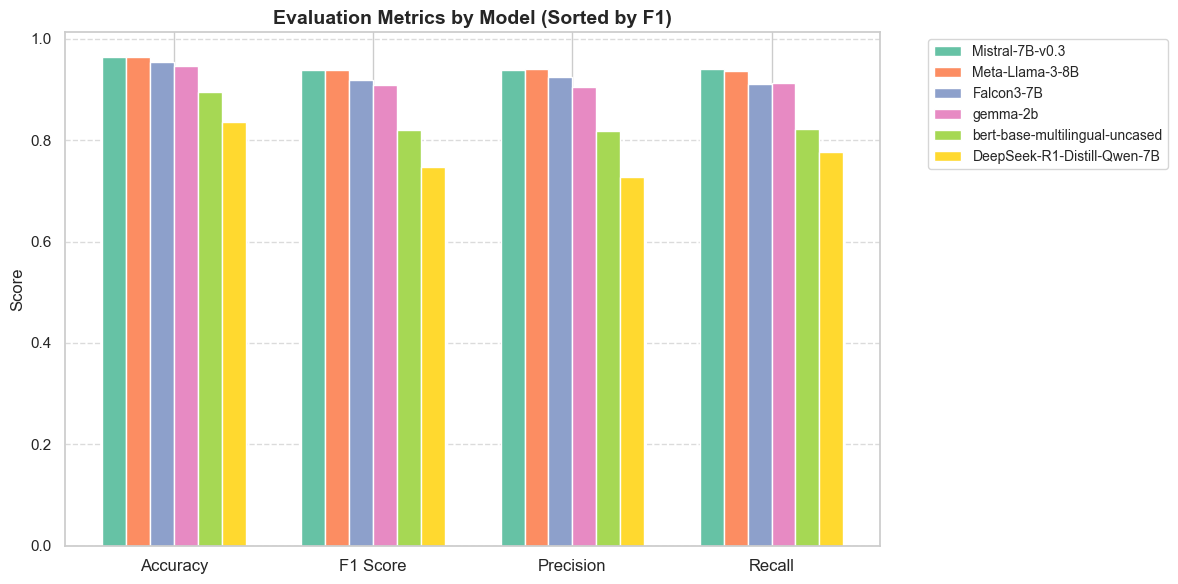 Evaluation Metrics by Model (Sorted by F1)
1.0
0.8
0.6
0.4
0.2
0.0
Score
Accuracy
F1 Score
Precision
Recall
Mistral-7B-v0.3
Meta-Llama-3-8B
Falcon3-7B
gemma-2b
bert-base-multilingual-uncased
DeepSeek-R1-Distill-Qwen-7B